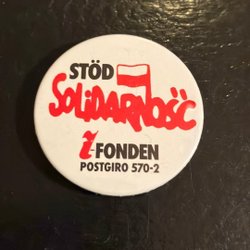 STÖD
SOLIDARNOŚĆ
i-FONDEN
POSTGIRO 570-2